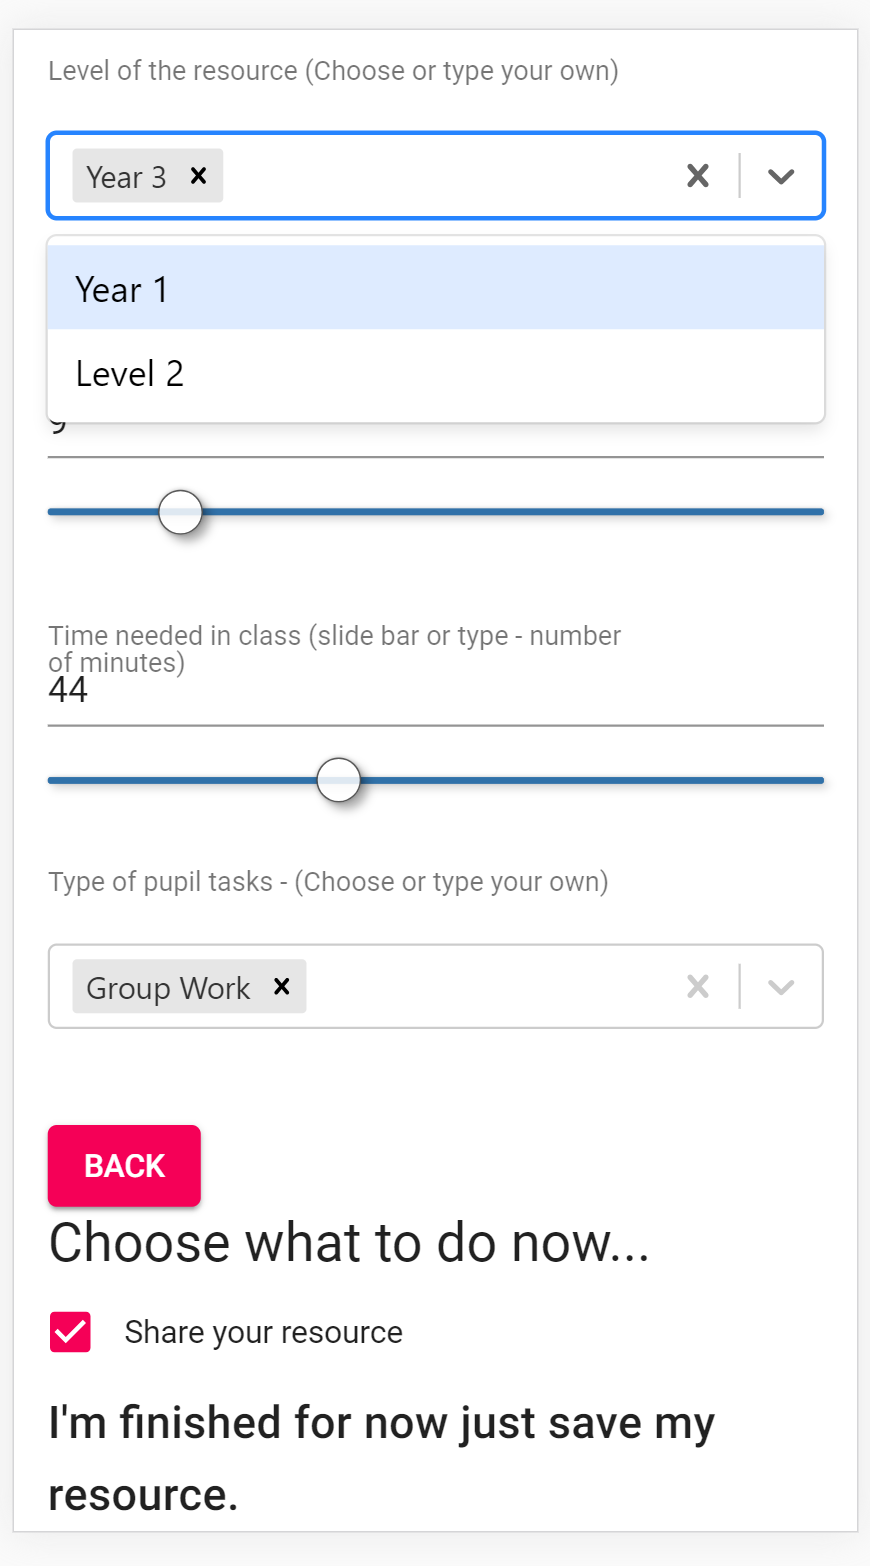 Level of the resource (Choose or type your own)
Year 3
Year 1
Level 2
9
Time needed in class (slide bar or type - number
of minutes)
44
Type of pupil tasks - (Choose or type your own)
Group Work
BACK
Choose what to do now...
Share your resource
I'm finished for now just save my
resource.